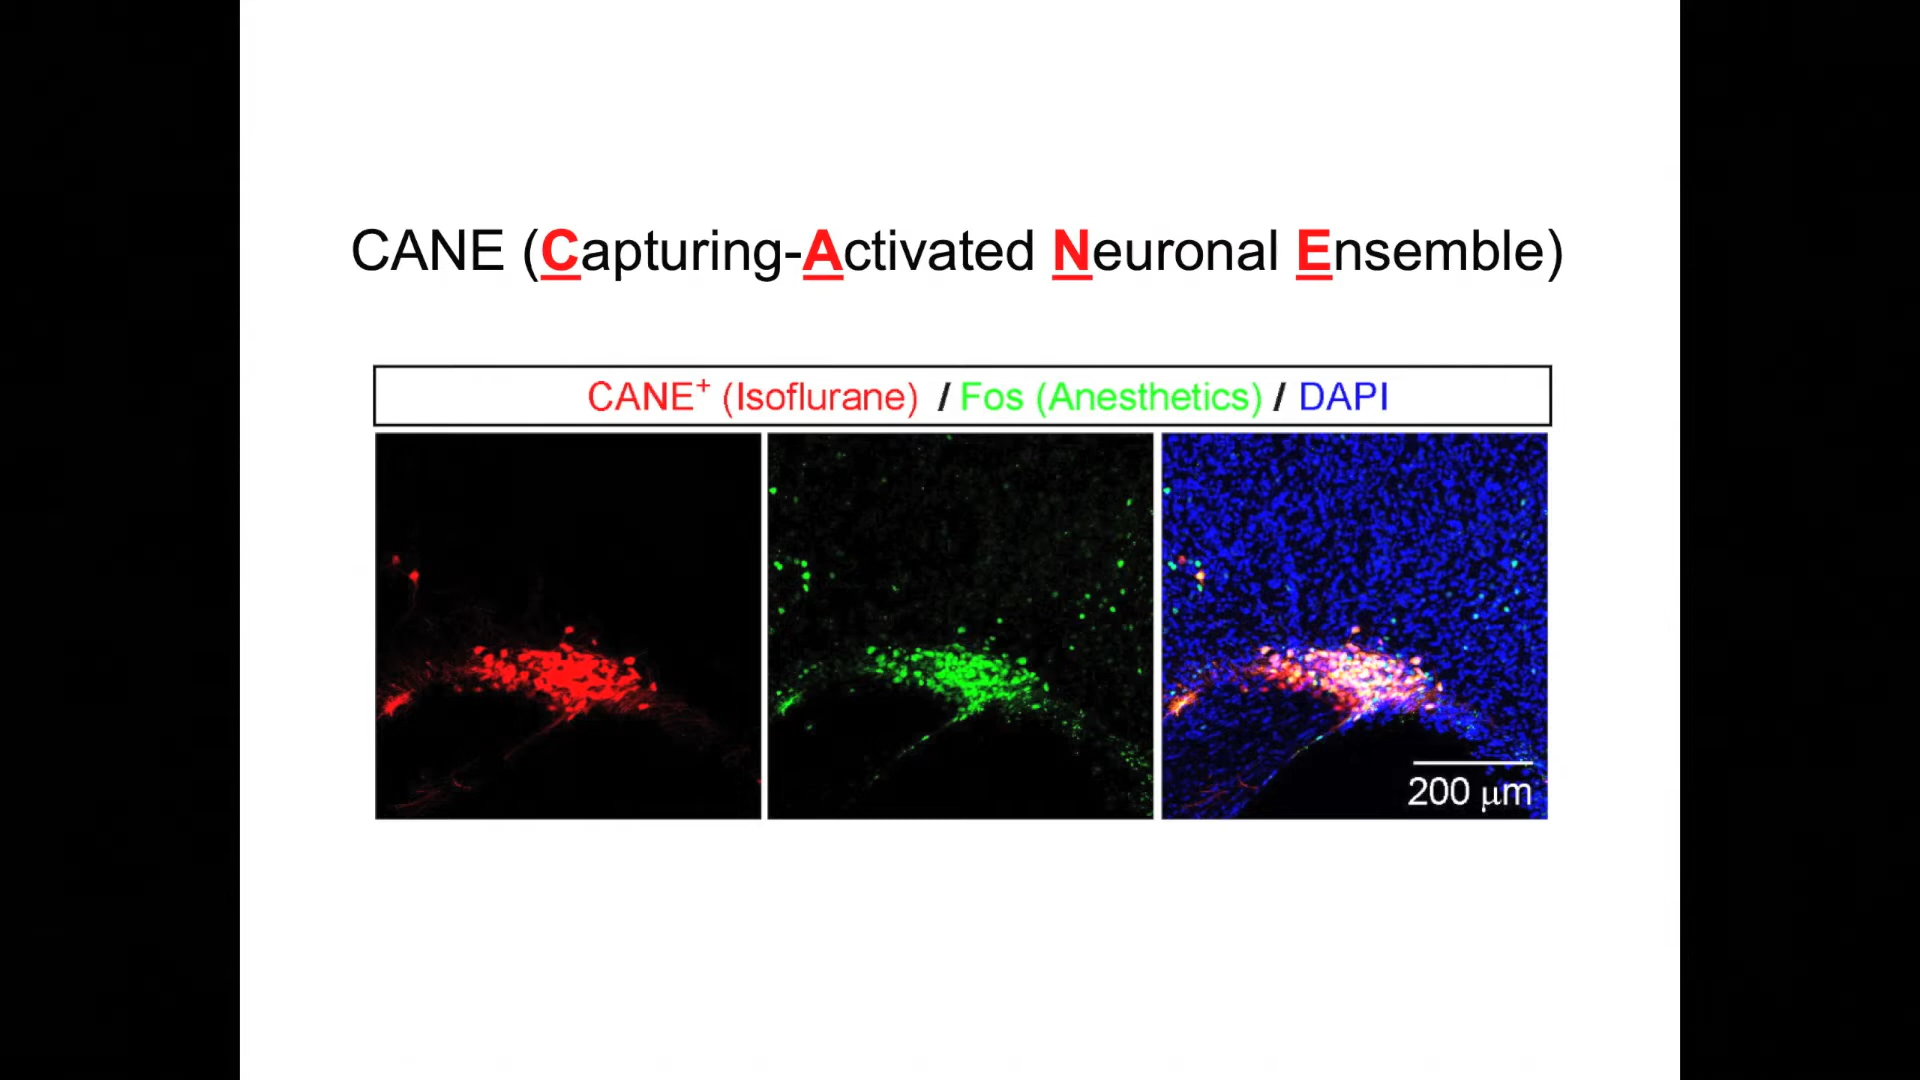 CANE (Capturing-Activated Neuronal Ensemble)
CANE⁺ (Isoflurane) / Fos (Anesthetics) / DAPI
200 μm